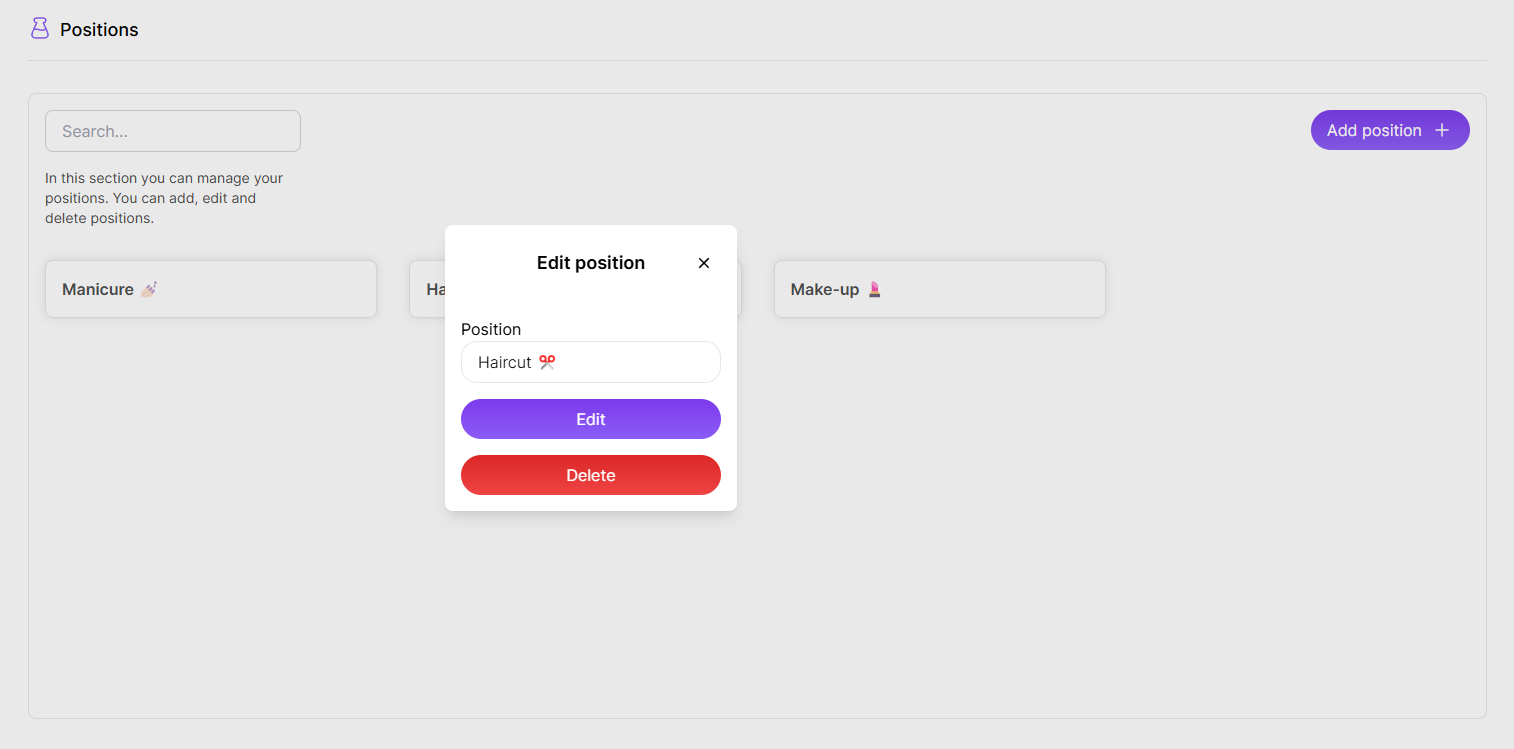 Positions
Search...
Add position
In this section you can manage your
positions. You can add, edit and
delete positions.
Manicure 💅🏻
Ha
Make-up 💄
Edit position
Position
Haircut ✂️
Edit
Delete